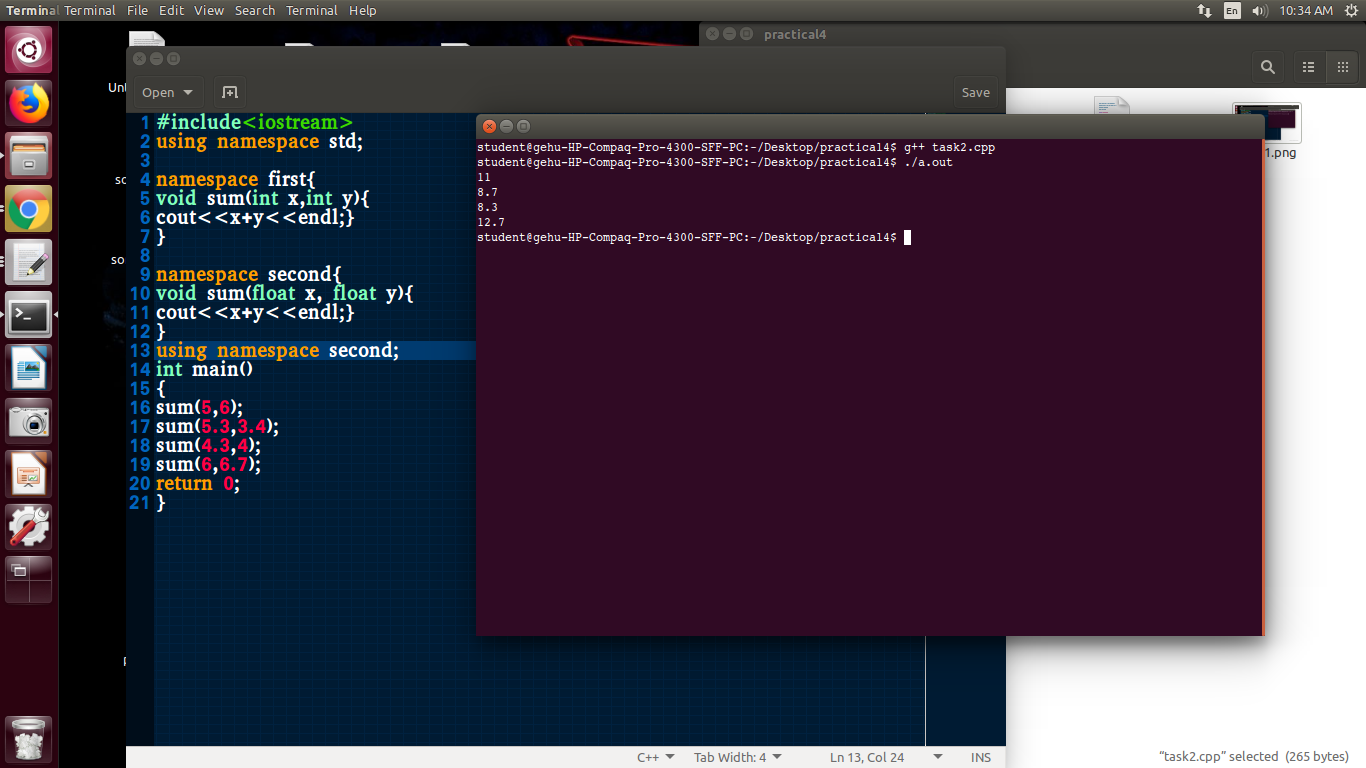 Terminal Terminal File Edit View Search Terminal Help
En
10:34 AM
practical4
Open
Save
1 #include<iostream>
2 using namespace std;
3
4 namespace first{
5 void sum(int x,int y){
6 cout<<x+y<<endl;}
7 }
8
9 namespace second{
10 void sum(float x, float y){
11 cout<<x+y<<endl;}
12 }
13 using namespace second;
14 int main()
15 {
16 sum(5,6);
17 sum(5.3,3.4);
18 sum(4.3,4);
19 sum(6,6.7);
20 return 0;
21 }
student@gehu-HP-Compaq-Pro-4300-SFF-PC:~/Desktop/practical4$ g++ task2.cpp
student@gehu-HP-Compaq-Pro-4300-SFF-PC:~/Desktop/practical4$ ./a.out
11
8.7
8.3
12.7
student@gehu-HP-Compaq-Pro-4300-SFF-PC:~/Desktop/practical4$
1.png
C++ Tab Width: 4 Ln 13, Col 24 INS
“task2.cpp” selected (265 bytes)